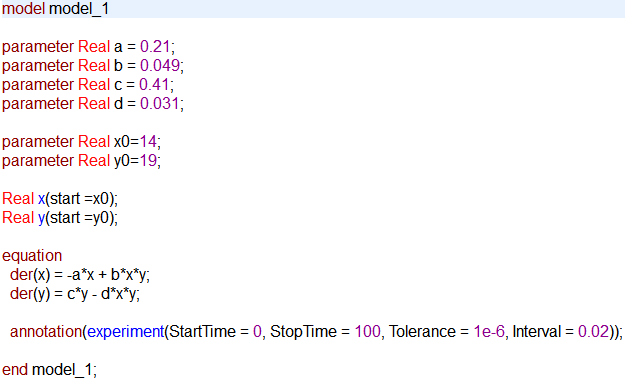 model model_1
parameter Real a = 0.21;
parameter Real b = 0.049;
parameter Real c = 0.41;
parameter Real d = 0.031;
parameter Real x0=14;
parameter Real y0=19;
Real x(start =x0);
Real y(start =y0);
equation
der(x) = -a*x + b*x*y;
der(y) = c*y - d*x*y;
annotation(experiment(StartTime = 0, StopTime = 100, Tolerance = 1e-6, Interval = 0.02));
end model_1;